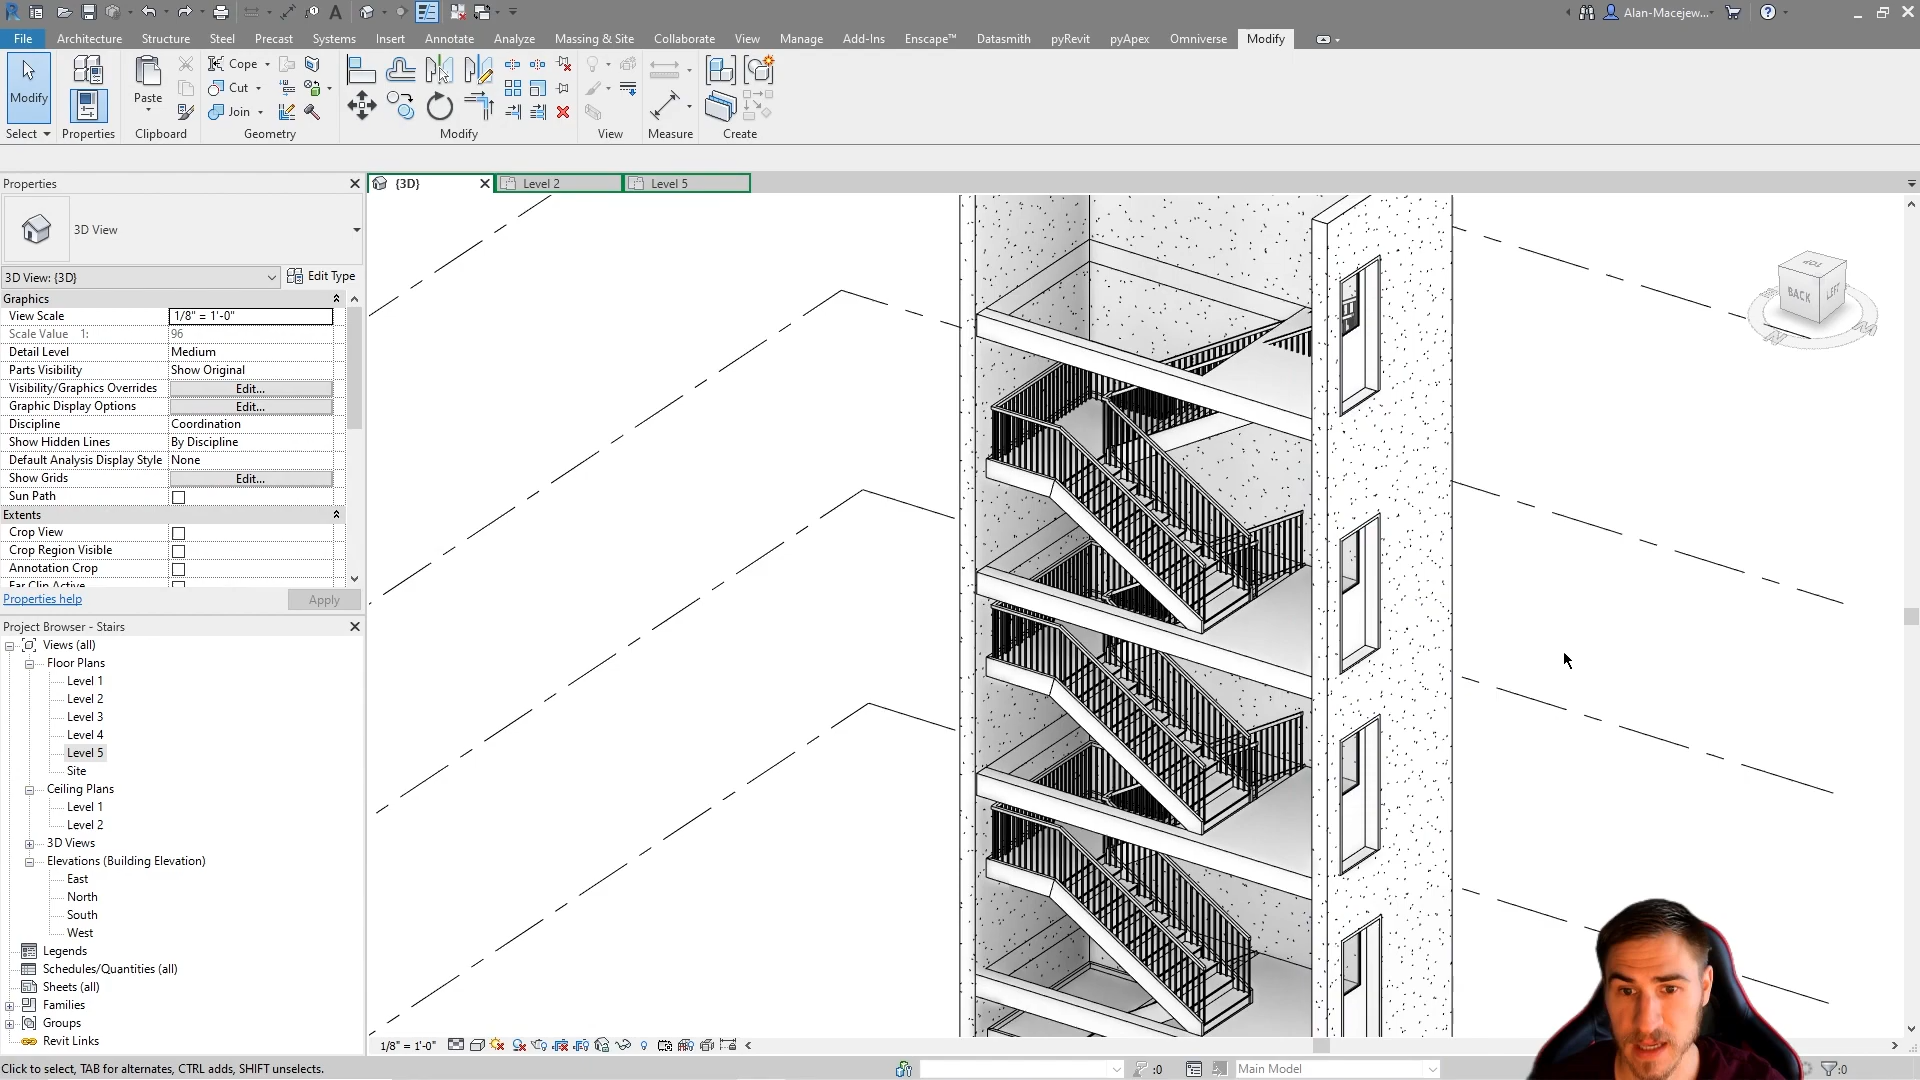 Alan-Macejew...
File Architecture Structure Steel Precast Systems Insert Annotate Analyze Massing & Site Collaborate View Manage Add-Ins Enscape™ Datasmith pyRevit pyApex Omniverse Modify
Modify
Paste
Cope
Cut
Join
Select Properties Clipboard Geometry Modify View Measure Create
Properties
{3D}
Level 2
Level 5
3D View
3D View: {3D}
Edit Type
Graphics
View Scale 1/8" = 1'-0"
Scale Value 1: 96
Detail Level Medium
Parts Visibility Show Original
Visibility/Graphics Overrides Edit...
Graphic Display Options Edit...
Discipline Coordination
Show Hidden Lines By Discipline
Default Analysis Display Style None
Show Grids Edit...
Sun Path
Extents
Crop View
Crop Region Visible
Annotation Crop
Far Clip Active
Properties help
Apply
TOP
BACK
LEFT
Project Browser - Stairs
Views (all)
Floor Plans
Level 1
Level 2
Level 3
Level 4
Level 5
Site
Ceiling Plans
Level 1
Level 2
3D Views
Elevations (Building Elevation)
East
North
South
West
Legends
Schedules/Quantities (all)
Sheets (all)
Families
Groups
Revit Links
1/8" = 1'-0"
Click to select, TAB for alternates, CTRL adds, SHIFT unselects.
:0
Main Model
:0